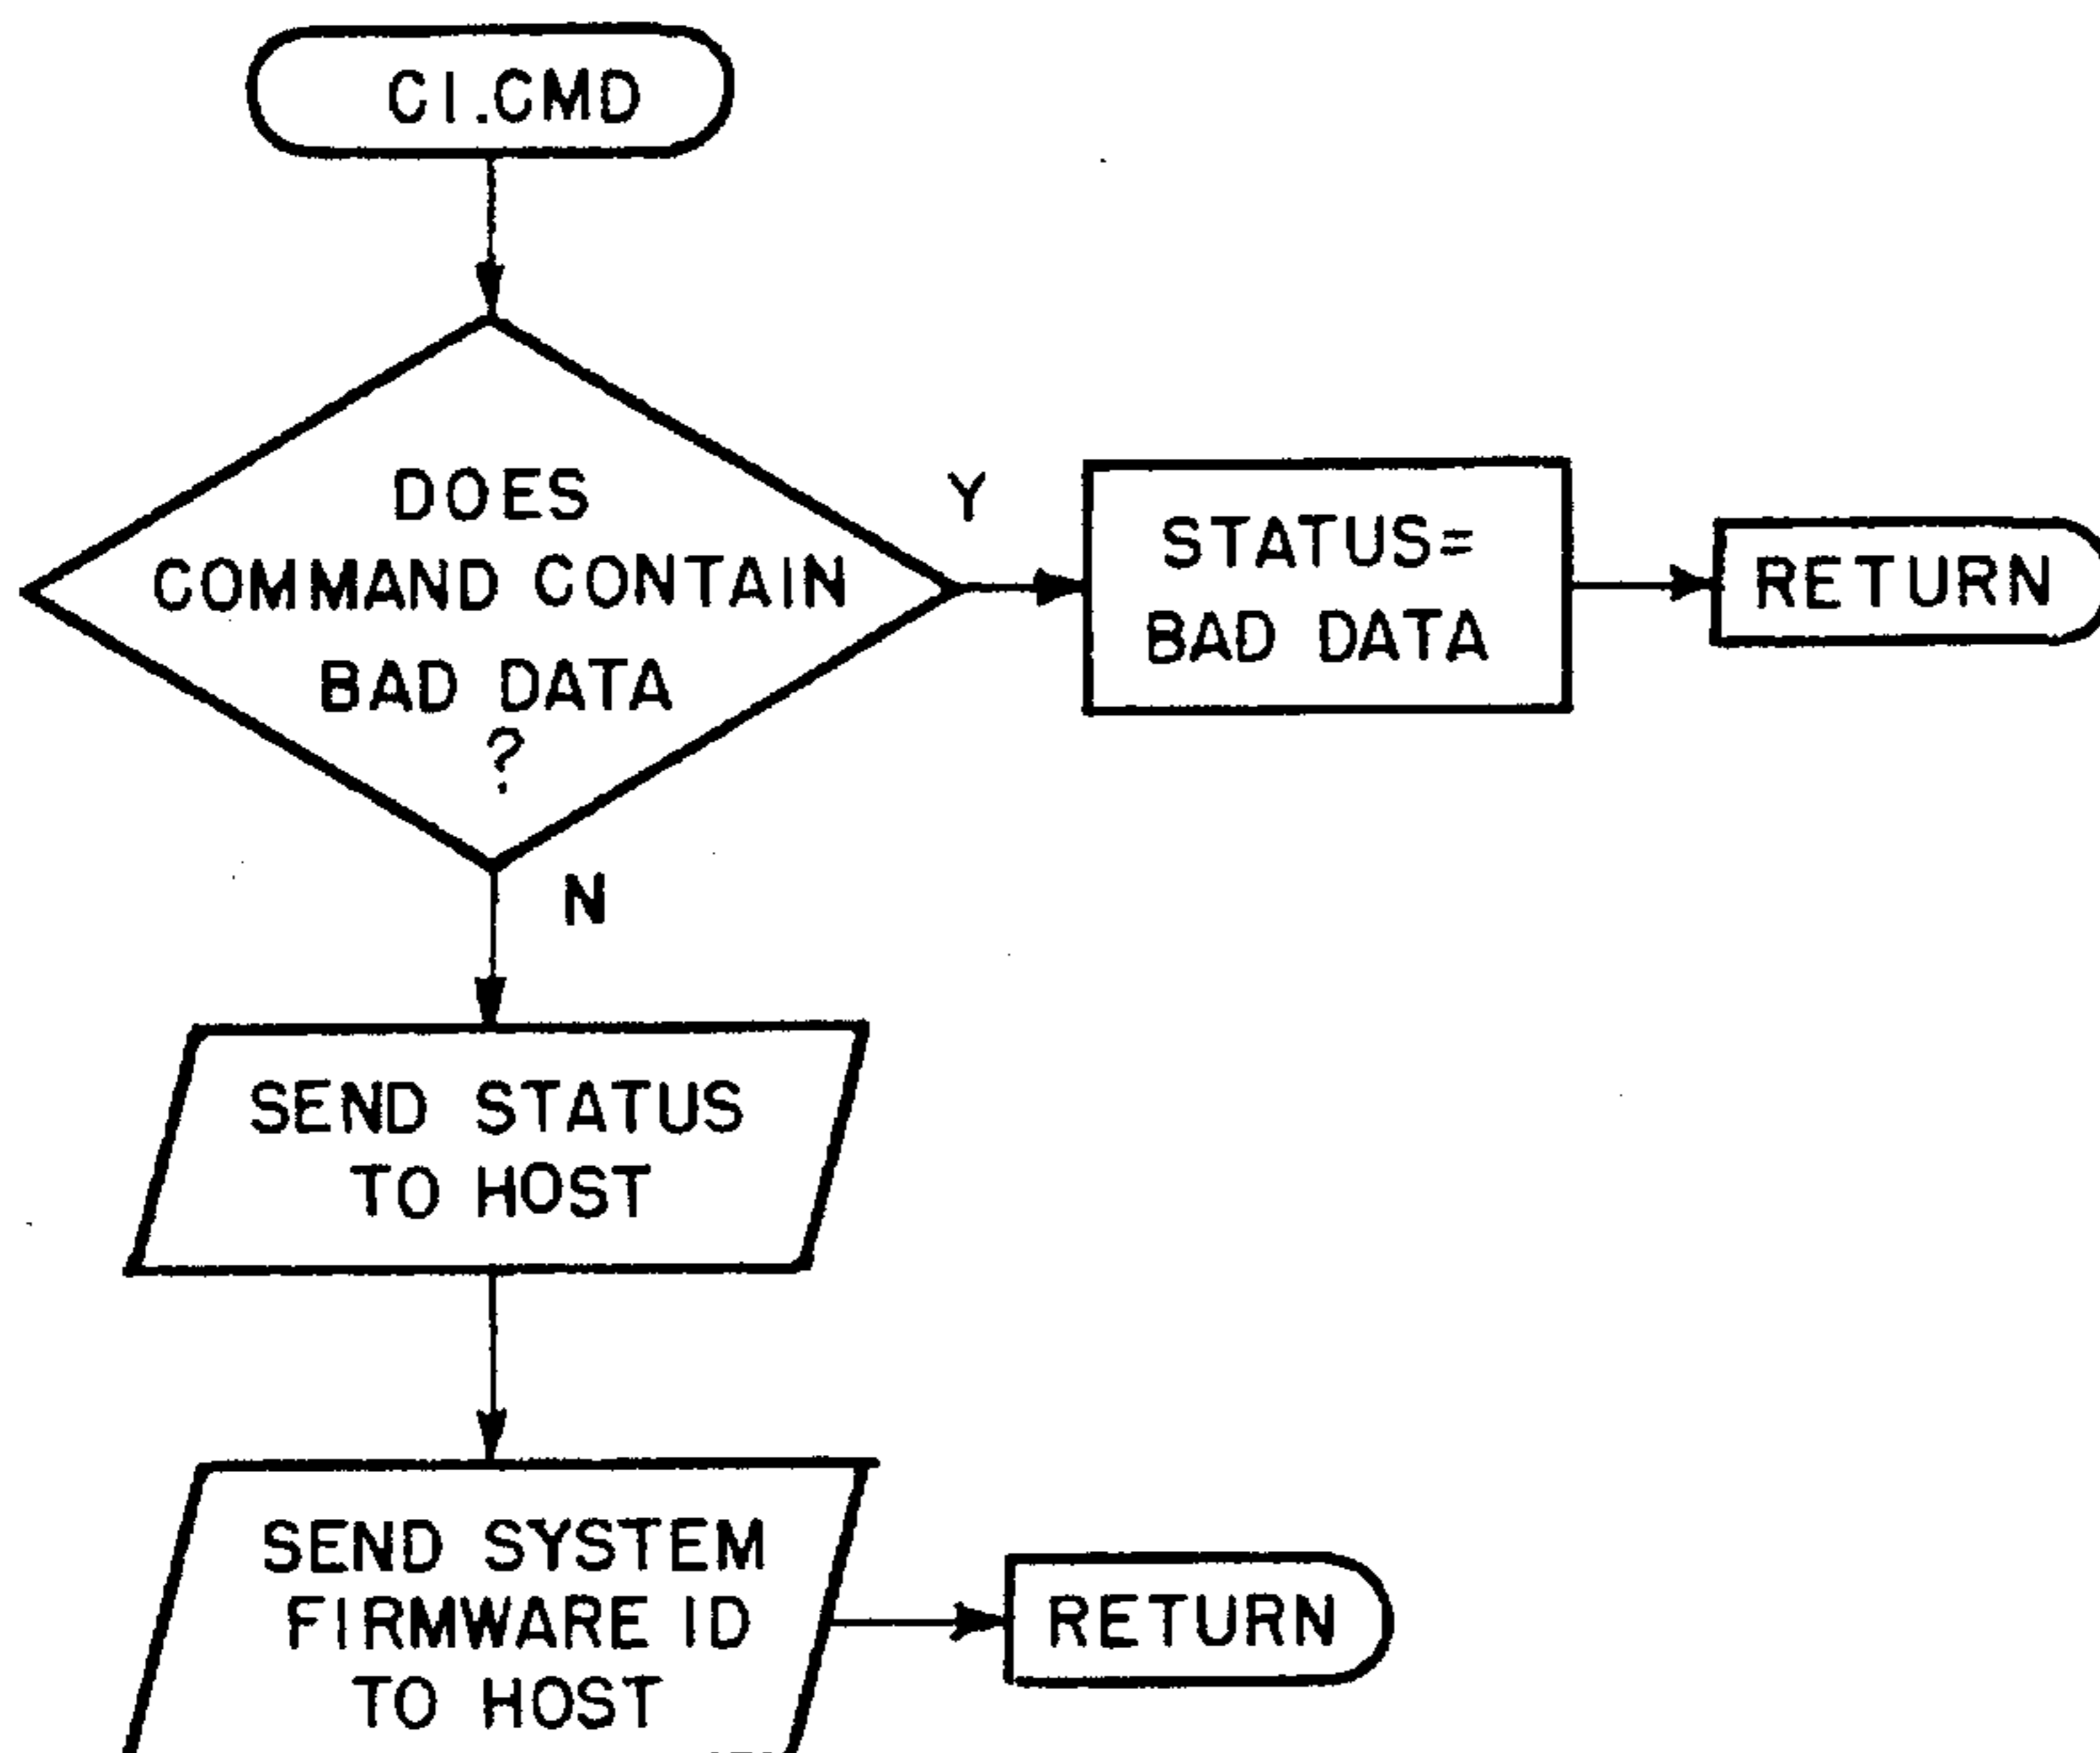 CI.CMD
DOES
COMMAND CONTAIN
BAD DATA
?
Y
STATUS=
BAD DATA
RETURN
N
SEND STATUS
TO HOST
SEND SYSTEM
FIRMWARE ID
TO HOST
RETURN